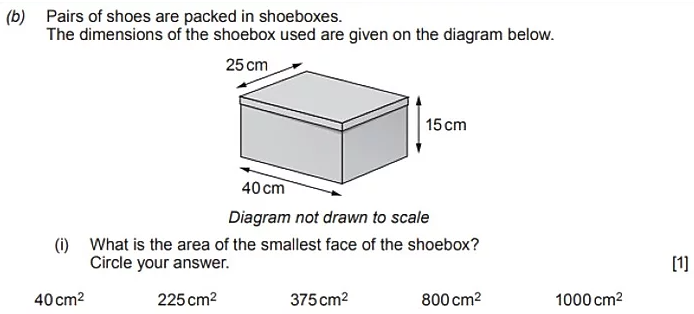 (b) Pairs of shoes are packed in shoeboxes.
The dimensions of the shoebox used are given on the diagram below.
25 cm
15 cm
40 cm
Diagram not drawn to scale
(i) What is the area of the smallest face of the shoebox?
Circle your answer. [1]
40 cm² 225 cm² 375 cm² 800 cm² 1000 cm²